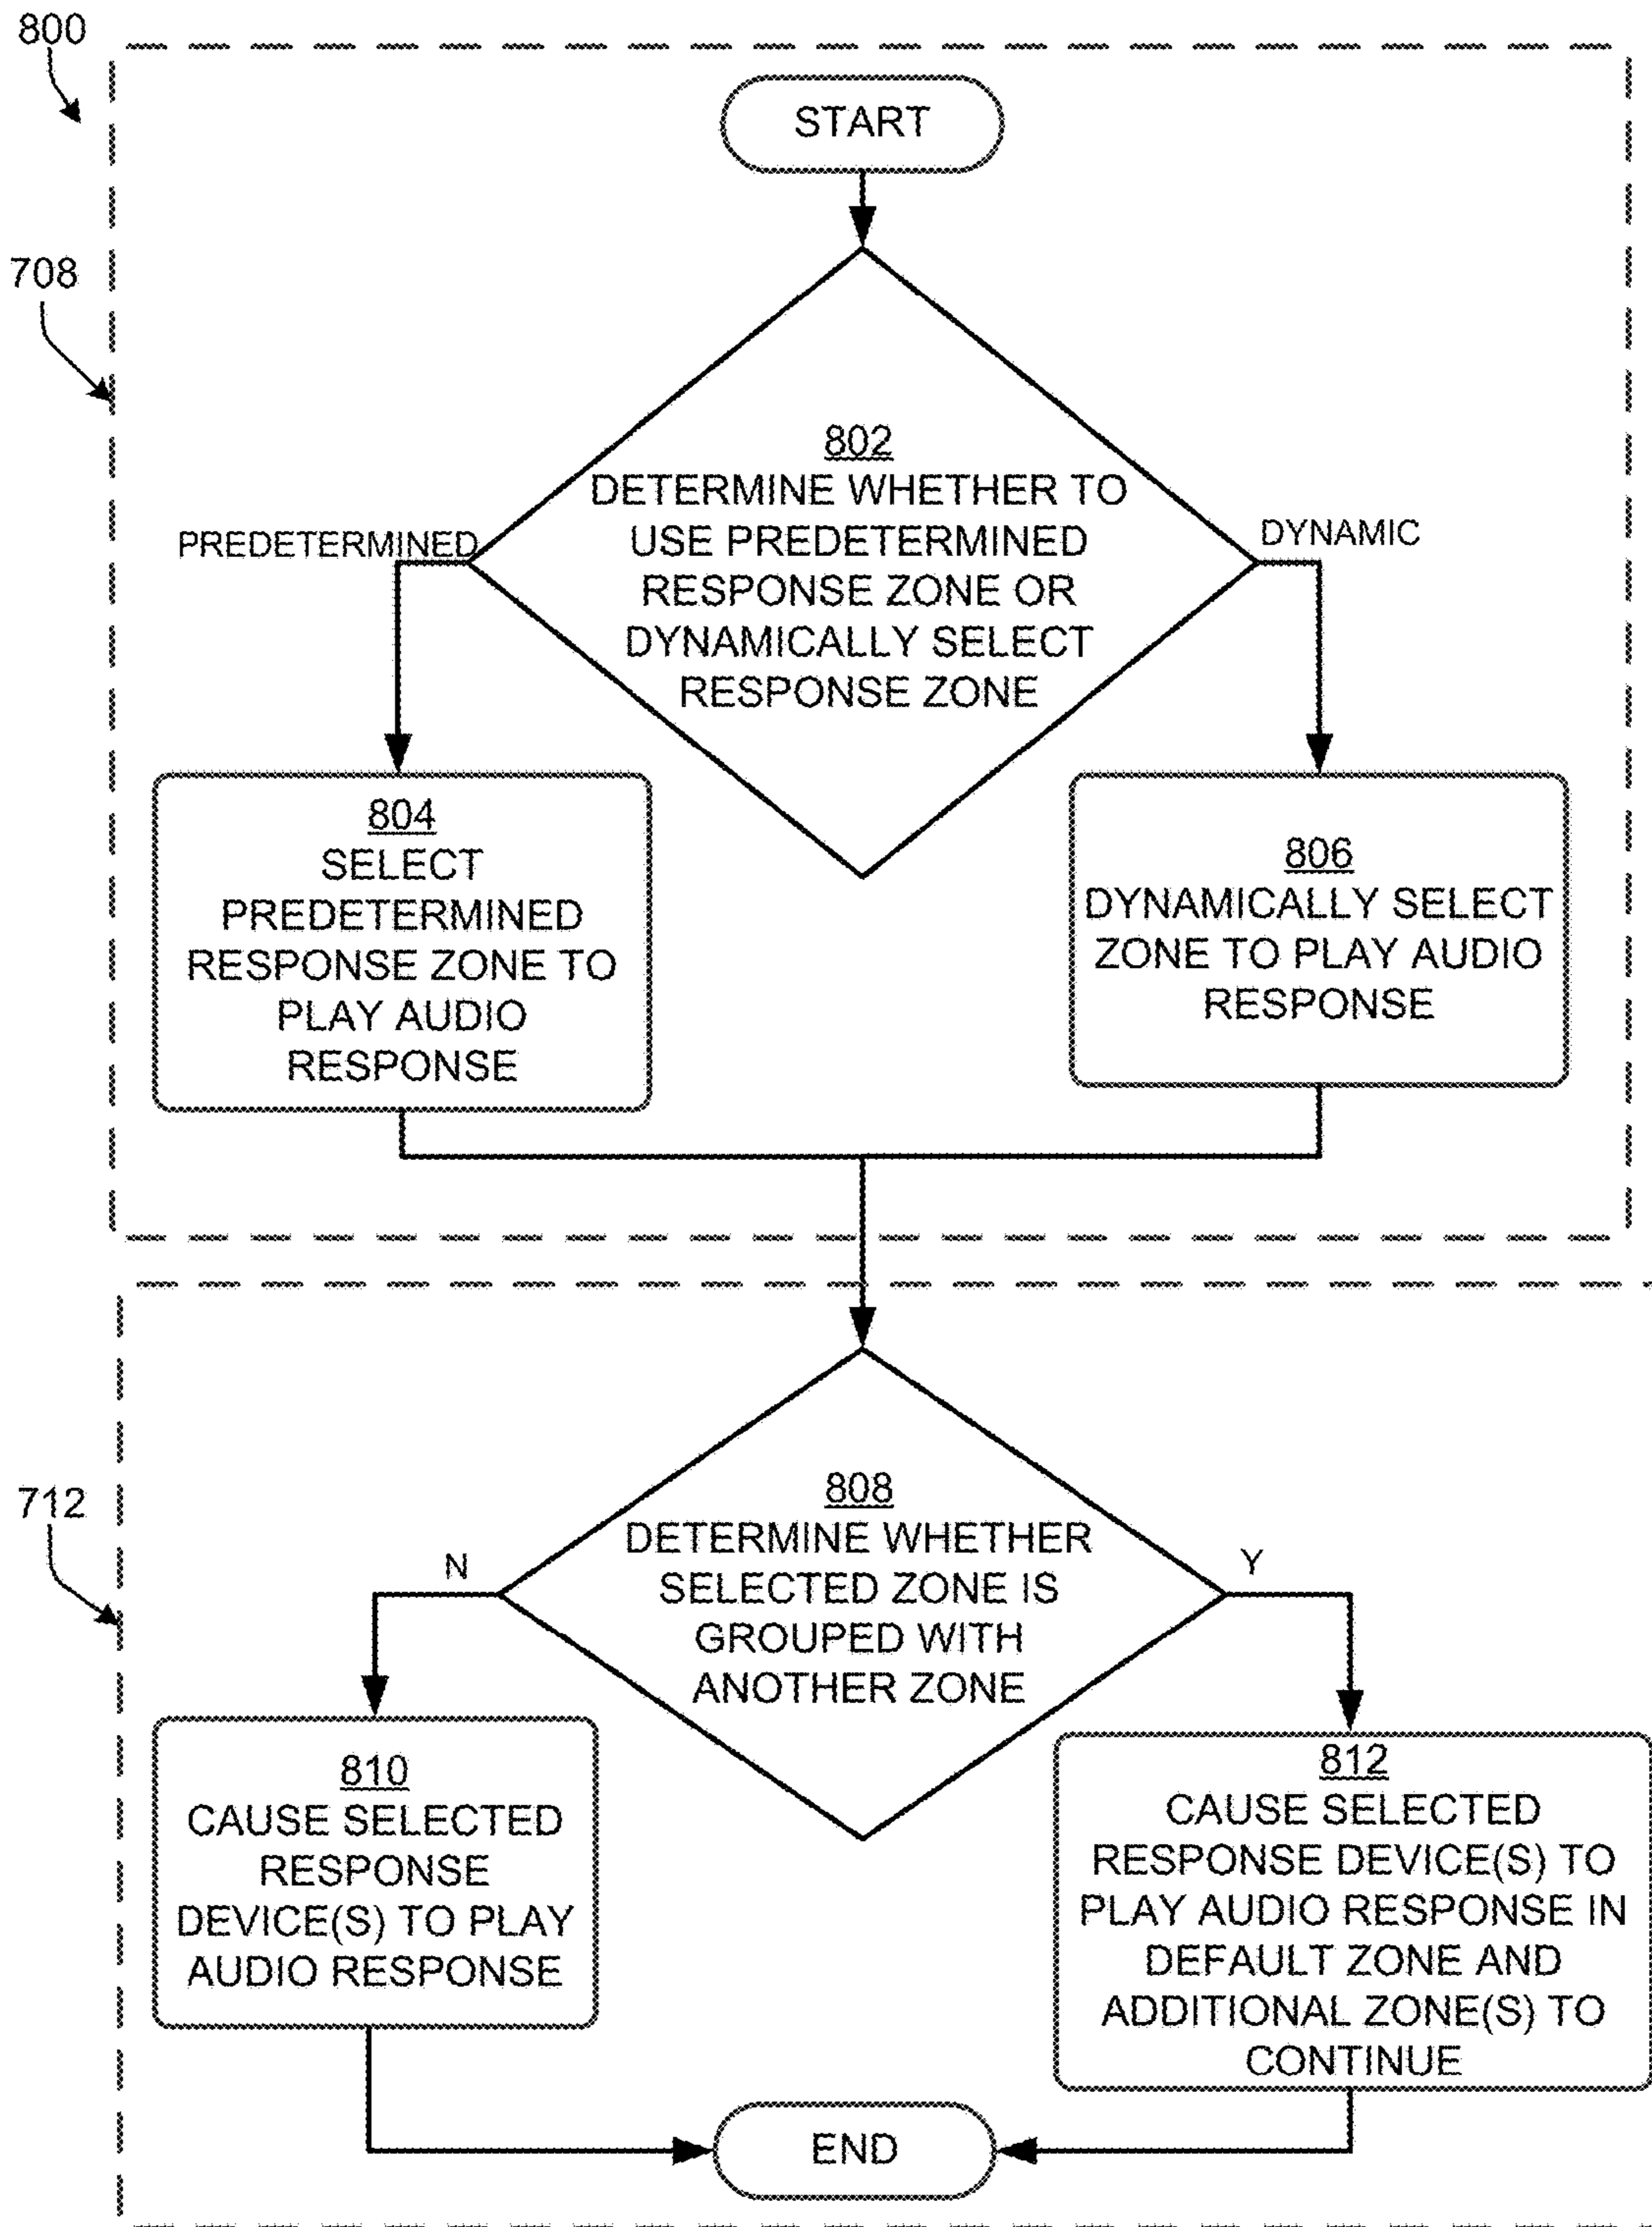 800
START
708
802
DETERMINE WHETHER TO
USE PREDETERMINED
RESPONSE ZONE OR
DYNAMICALLY SELECT
RESPONSE ZONE
PREDETERMINED
DYNAMIC
804
SELECT
PREDETERMINED
RESPONSE ZONE TO
PLAY AUDIO
RESPONSE
806
DYNAMICALLY SELECT
ZONE TO PLAY AUDIO
RESPONSE
712
808
DETERMINE WHETHER
SELECTED ZONE IS
GROUPED WITH
ANOTHER ZONE
N
Y
810
CAUSE SELECTED
RESPONSE
DEVICE(S) TO PLAY
AUDIO RESPONSE
812
CAUSE SELECTED
RESPONSE DEVICE(S) TO
PLAY AUDIO RESPONSE IN
DEFAULT ZONE AND
ADDITIONAL ZONE(S) TO
CONTINUE
END